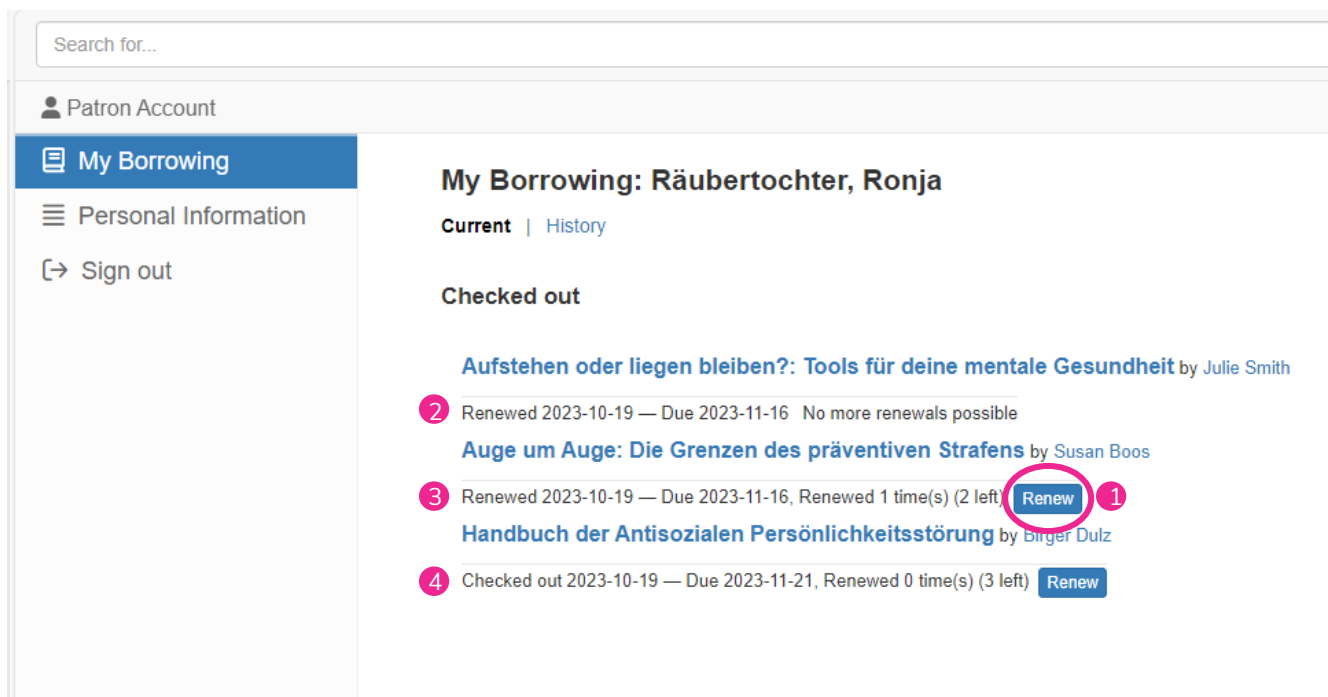 Search for...
Patron Account
My Borrowing
Personal Information
Sign out
My Borrowing: Räubertochter, Ronja
Current | History
Checked out
Aufstehen oder liegen bleiben?: Tools für deine mentale Gesundheit by Julie Smith
2 Renewed 2023-10-19 — Due 2023-11-16 No more renewals possible
Auge um Auge: Die Grenzen des präventiven Strafens by Susan Boos
3 Renewed 2023-10-19 — Due 2023-11-16, Renewed 1 time(s) (2 left) Renew 1
Handbuch der Antisozialen Persönlichkeitsstörung by Birger Dulz
4 Checked out 2023-10-19 — Due 2023-11-21, Renewed 0 time(s) (3 left) Renew